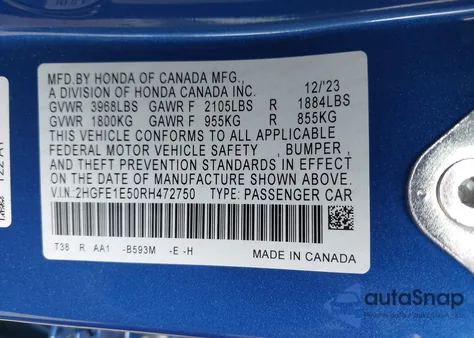 MFD.BY HONDA OF CANADA MFG.,
A DIVISION OF HONDA CANADA INC. 12/'23
GVWR 3968LBS GAWR F 2105LBS R 1884LBS
GVWR 1800KG GAWR F 955KG R 855KG
THIS VEHICLE CONFORMS TO ALL APPLICABLE
FEDERAL MOTOR VEHICLE SAFETY , BUMPER ,
AND THEFT PREVENTION STANDARDS IN EFFECT
ON THE DATE OF MANUFACTURE SHOWN ABOVE.
V.I.N: 2HGFE1E50RH472750 TYPE: PASSENGER CAR
T38 R AA1 -B593M -E -H
MADE IN CANADA
autoSnap